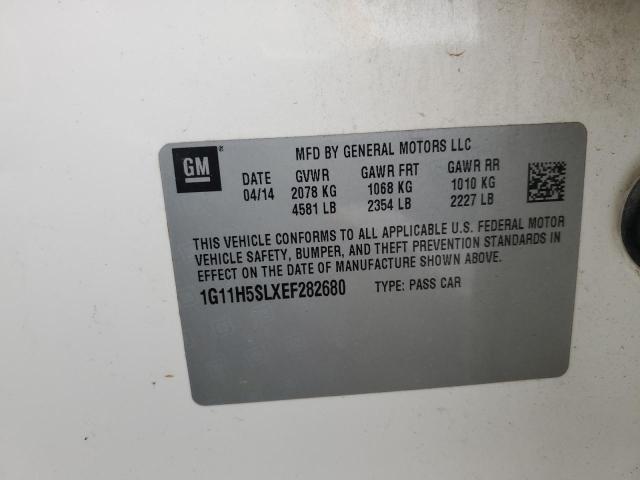 GM
MFD BY GENERAL MOTORS LLC
DATE GVWR GAWR FRT GAWR RR
04/14 2078 KG 1068 KG 1010 KG
4581 LB 2354 LB 2227 LB
THIS VEHICLE CONFORMS TO ALL APPLICABLE U.S. FEDERAL MOTOR
VEHICLE SAFETY, BUMPER, AND THEFT PREVENTION STANDARDS IN
EFFECT ON THE DATE OF MANUFACTURE SHOWN ABOVE.
1G11H5SLXEF282680 TYPE: PASS CAR